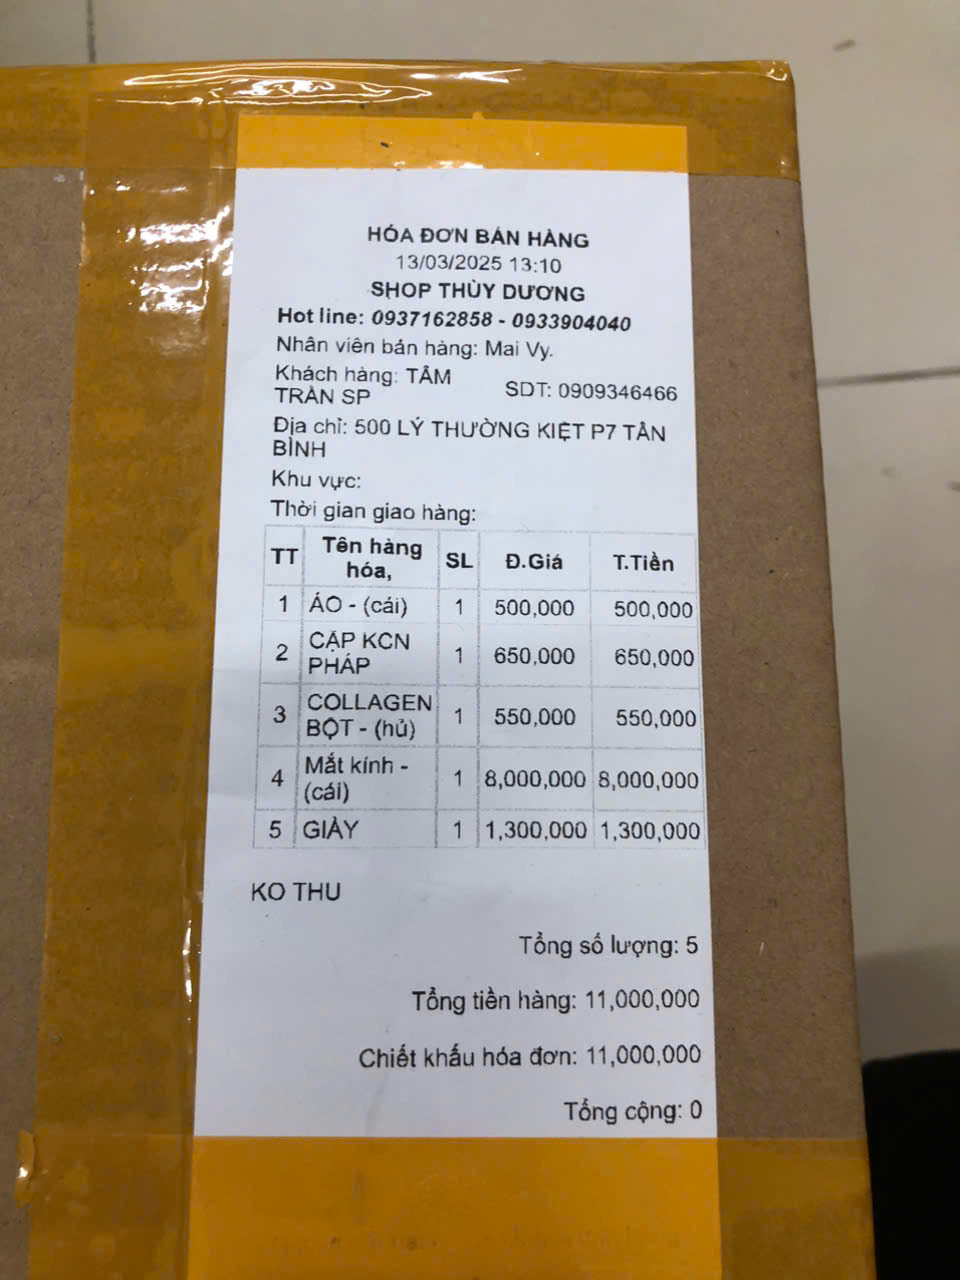 HÓA ĐƠN BÁN HÀNG
13/03/2025 13:10
SHOP THÙY DƯƠNG
Hot line: 0937162858 - 0933904040
Nhân viên bán hàng: Mai Vy.
Khách hàng: TÂM TRẦN SP SDT: 0909346466
Địa chỉ: 500 LÝ THƯỜNG KIỆT P7 TÂN
BÌNH
Khu vực:
Thời gian giao hàng:
TT Tên hàng hóa, SL Đ.Giá T.Tiền
1 ÁO - (cái) 1 500,000 500,000
2 CẶP KCN PHÁP 1 650,000 650,000
3 COLLAGEN BỘT - (hủ) 1 550,000 550,000
4 Mắt kính - (cái) 1 8,000,000 8,000,000
5 GIÀY 1 1,300,000 1,300,000
KO THU
Tổng số lượng: 5
Tổng tiền hàng: 11,000,000
Chiết khấu hóa đơn: 11,000,000
Tổng cộng: 0